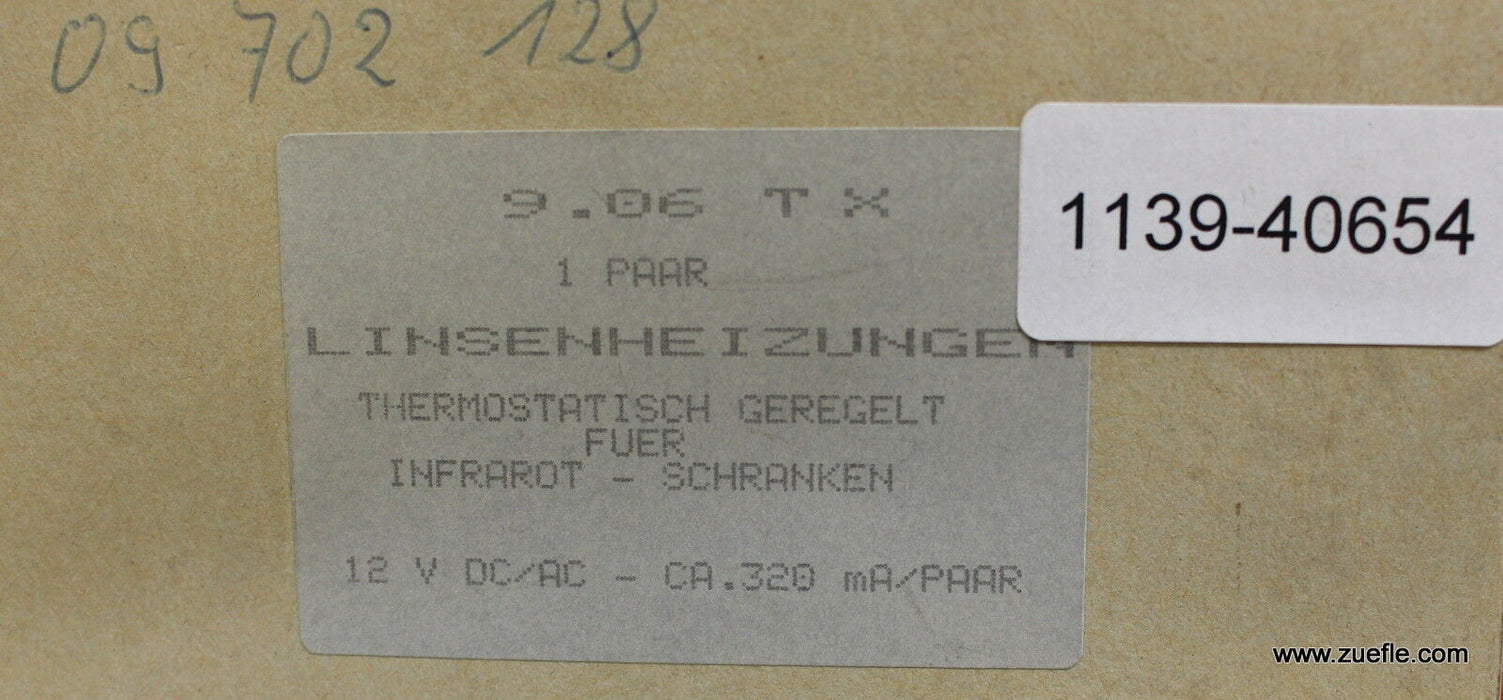 09 702 128
9.06 TX
1139-40654
1 PAAR
LINSENHEIZUNGEN
THERMOSTATISCH GEREGELT
FUER
INFRAROT - SCHRANKEN
12 V DC/AC - CA.320 mA/PAAR
www.zuefle.com